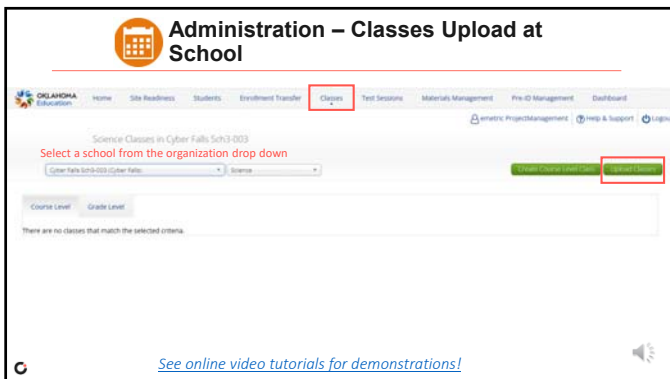 Administration – Classes Upload at
School
OKLAHOMA
Education
Home Site Readiness Students Enrollment Transfer Classes Test Sessions Materials Management Pre-ID Management Dashboard
emetric ProjectManagement Help & Support Logout
Science Classes in Cyber Falls Sch3-003
Select a school from the organization drop down
Cyber Falls Sch3-003 (Cyber Falls) Science Create Course Level Class Upload Classes
Course Level Grade Level
There are no classes that match the selected criteria.
See online video tutorials for demonstrations!